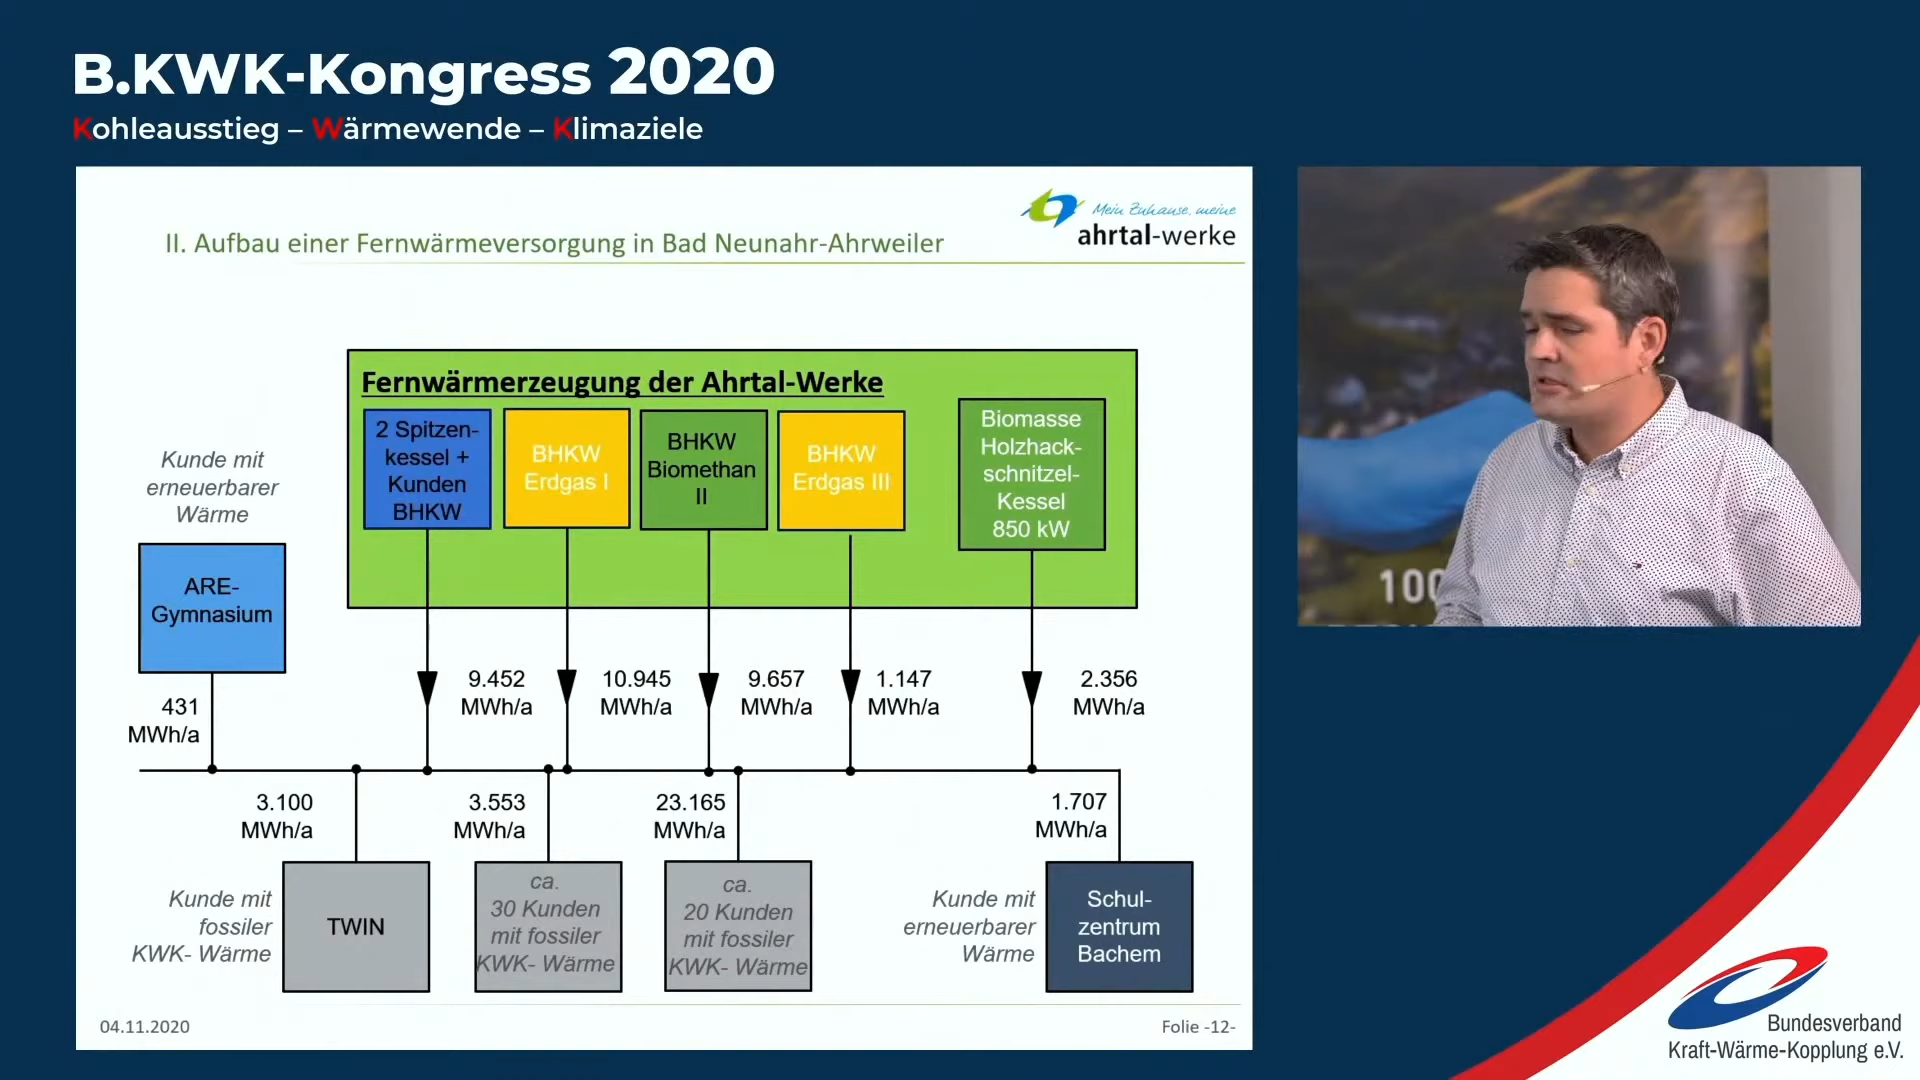 B.KWK-Kongress 2020
Kohleausstieg – Wärmewende – Klimaziele
Mein Zuhause, meine
ahrtal-werke
II. Aufbau einer Fernwärmeversorgung in Bad Neunahr-Ahrweiler
Fernwärmerzeugung der Ahrtal-Werke
2 Spitzen-
kessel +
Kunden
BHKW
BHKW
Erdgas I
BHKW
Biomethan
II
BHKW
Erdgas III
Biomasse
Holzhack-
schnitzel-
Kessel
850 kW
Kunde mit
erneuerbarer
Wärme
ARE-
Gymnasium
431
MWh/a
9.452
MWh/a
10.945
MWh/a
9.657
MWh/a
1.147
MWh/a
2.356
MWh/a
3.100
MWh/a
3.553
MWh/a
23.165
MWh/a
1.707
MWh/a
Kunde mit
fossiler
KWK- Wärme
TWIN
ca.
30 Kunden
mit fossiler
KWK- Wärme
ca.
20 Kunden
mit fossiler
KWK- Wärme
Kunde mit
erneuerbarer
Wärme
Schul-
zentrum
Bachem
04.11.2020
Folie -12-
100
Bundesverband
Kraft-Wärme-Kopplung e.V.